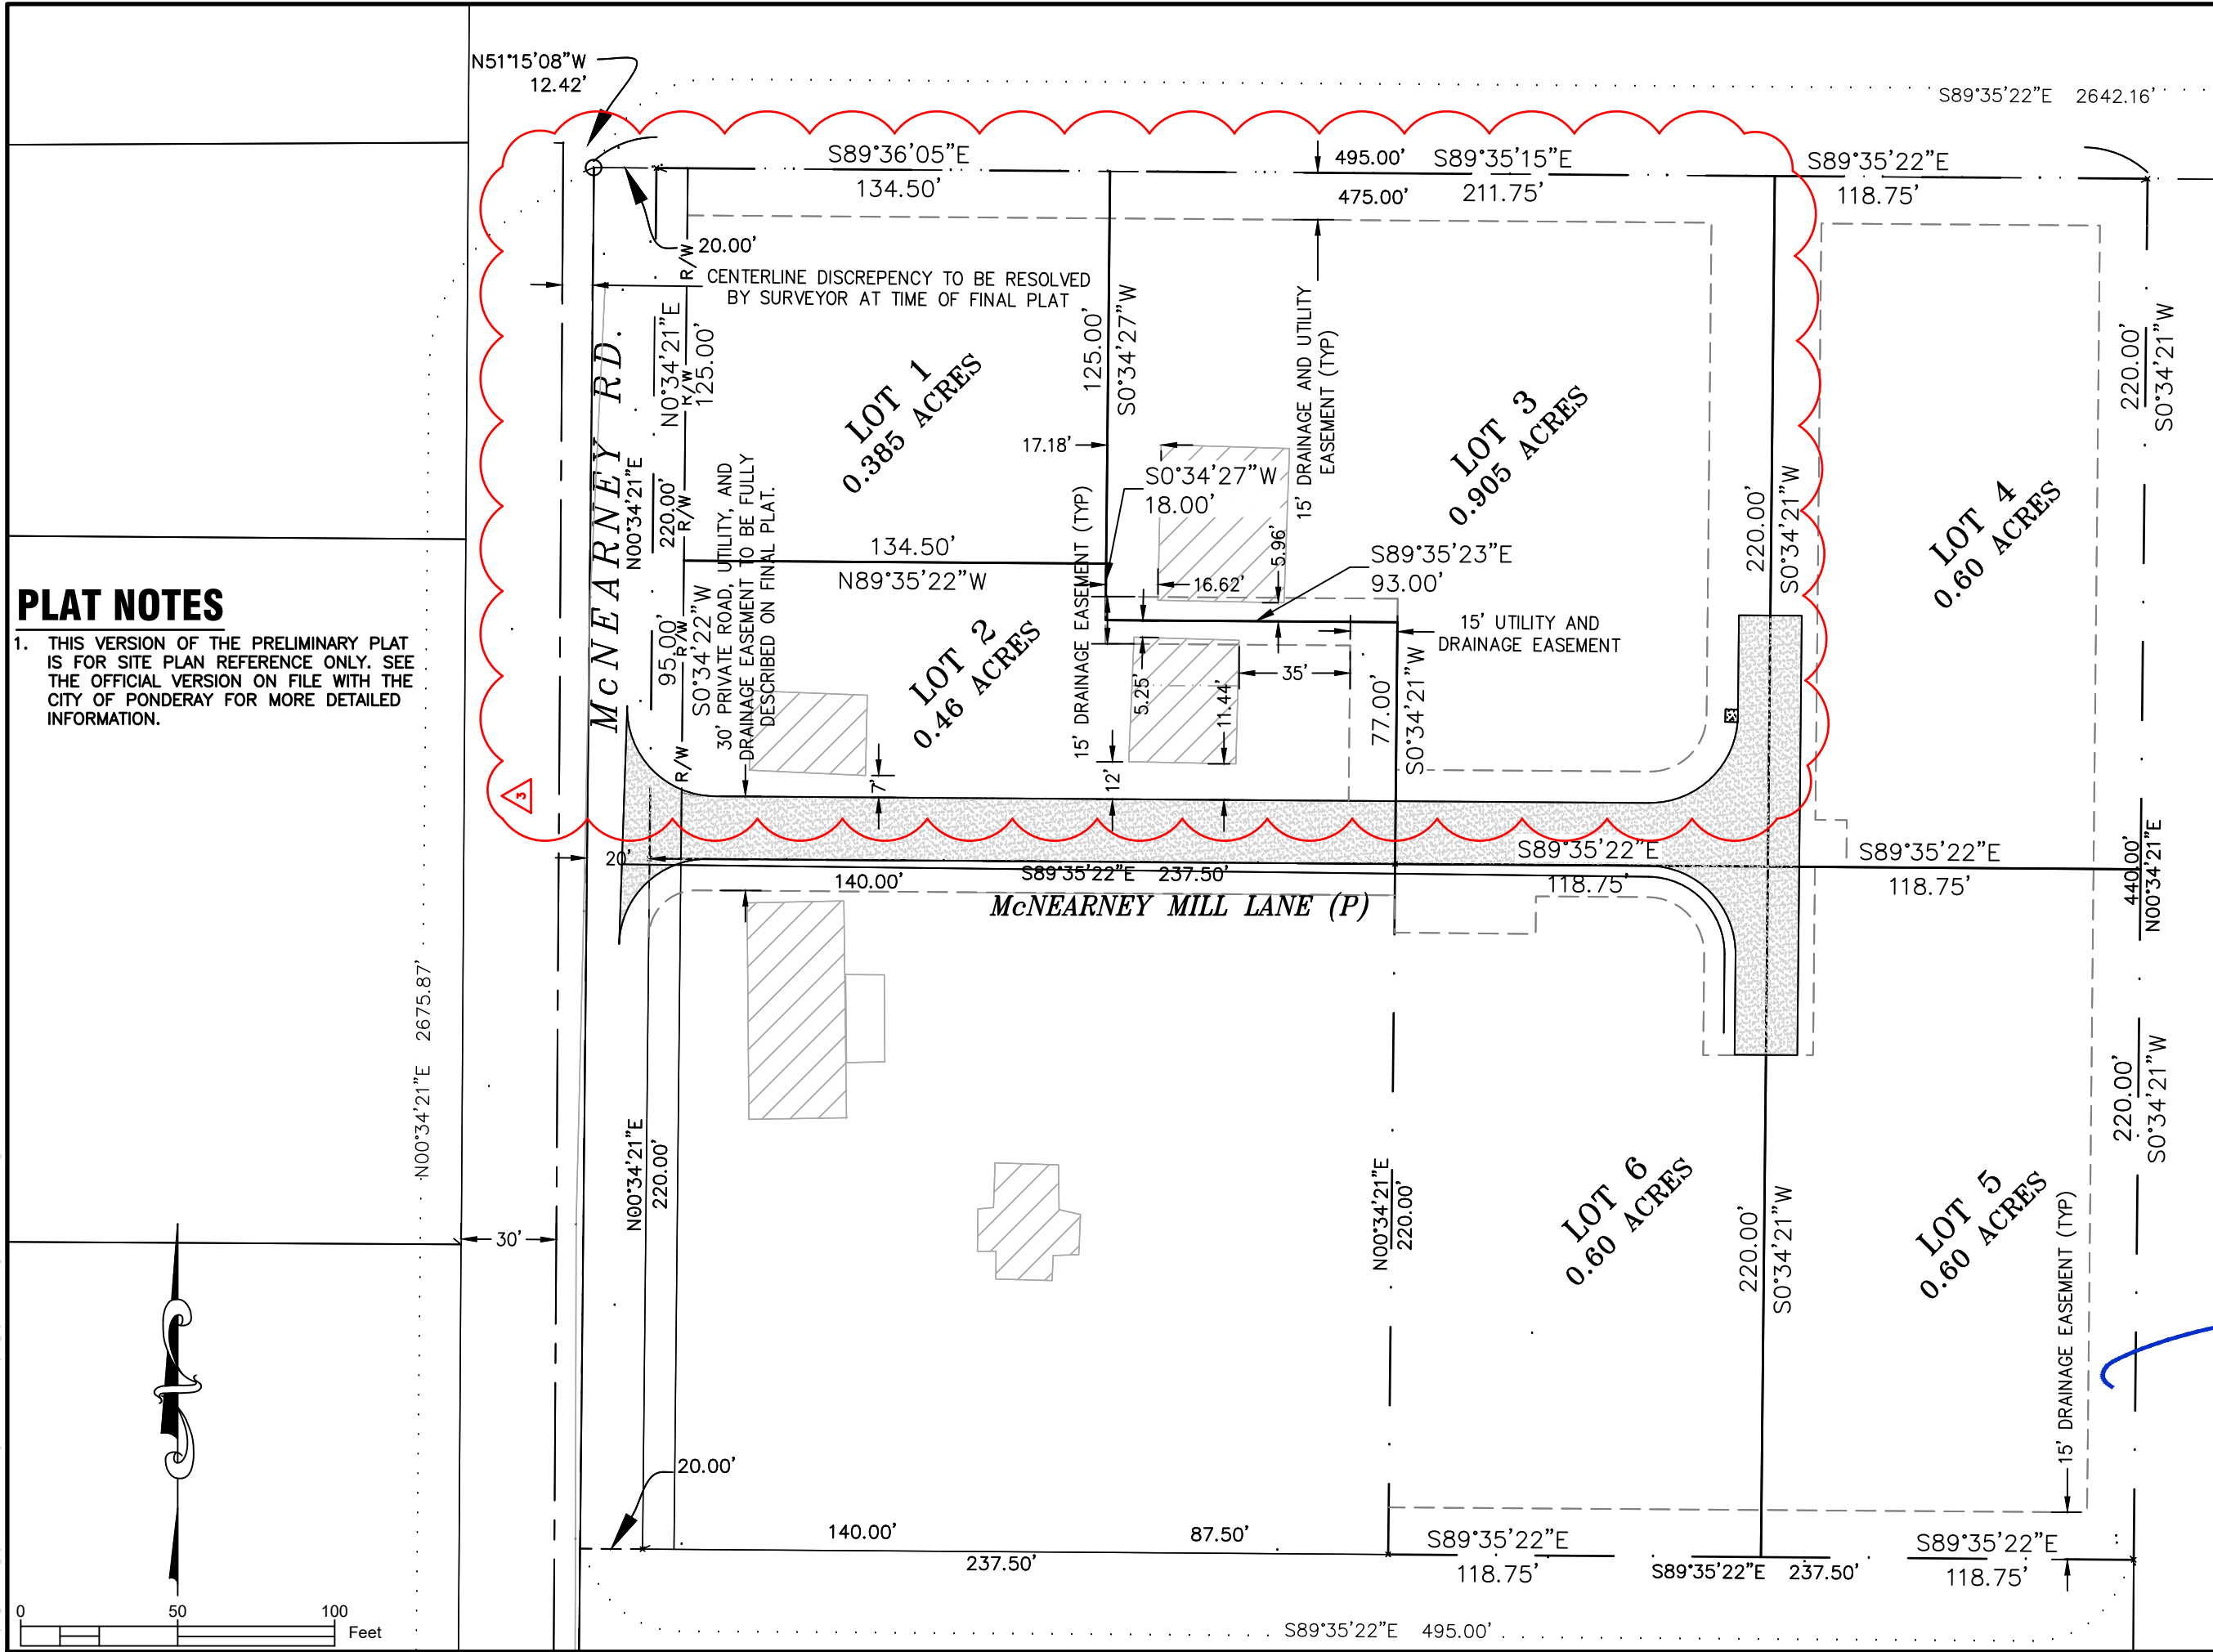 N51°15'08"W
12.42'
S89°35'22"E 2642.16'
S89°36'05"E
134.50'
495.00'
475.00'
S89°35'15"E
211.75'
S89°35'22"E
118.75'
20.00'
R/W
CENTERLINE DISCREPENCY TO BE RESOLVED
BY SURVEYOR AT TIME OF FINAL PLAT
McNEARNEY RD.
N0°34'21"E
125.00'
R/W
N00°34'21"E
220.00'
R/W
LOT 1
0.385 ACRES
125.00'
S0°34'27"W
17.18'
S0°34'27"W
18.00'
15' DRAINAGE AND UTILITY
EASEMENT (TYP)
LOT 3
0.905 ACRES
220.00'
S0°34'21"W
LOT 4
0.60 ACRES
220.00'
S0°34'21"W
134.50'
N89°35'22"W
15' DRAINAGE EASEMENT (TYP)
16.62'
5.96'
S89°35'23"E
93.00'
15' UTILITY AND
DRAINAGE EASEMENT
PLAT NOTES
1. THIS VERSION OF THE PRELIMINARY PLAT
IS FOR SITE PLAN REFERENCE ONLY. SEE
THE OFFICIAL VERSION ON FILE WITH THE
CITY OF PONDERAY FOR MORE DETAILED
INFORMATION.
95.00'
S0°34'22"W
R/W
R/W
30' PRIVATE ROAD, UTILITY, AND
DRAINAGE EASEMENT TO BE FULLY
DESCRIBED ON FINAL PLAT.
LOT 2
0.46 ACRES
5.25'
11.44'
35'
77.00'
S0°34'21"W
7'
12'
3
20'
140.00'
S89°35'22"E 237.50'
S89°35'22"E
118.75'
S89°35'22"E
118.75'
440.00'
N00°34'21"E
McNEARNEY MILL LANE (P)
N00°34'21"E 2675.87'
N00°34'21"E
220.00'
N00°34'21"E
220.00'
LOT 6
0.60 ACRES
220.00'
S0°34'21"W
LOT 5
0.60 ACRES
220.00'
S0°34'21"W
15' DRAINAGE EASEMENT (TYP)
30'
20.00'
140.00'
87.50'
237.50'
S89°35'22"E
118.75'
S89°35'22"E 237.50'
S89°35'22"E
118.75'
S89°35'22"E 495.00'
0 50 100
Feet